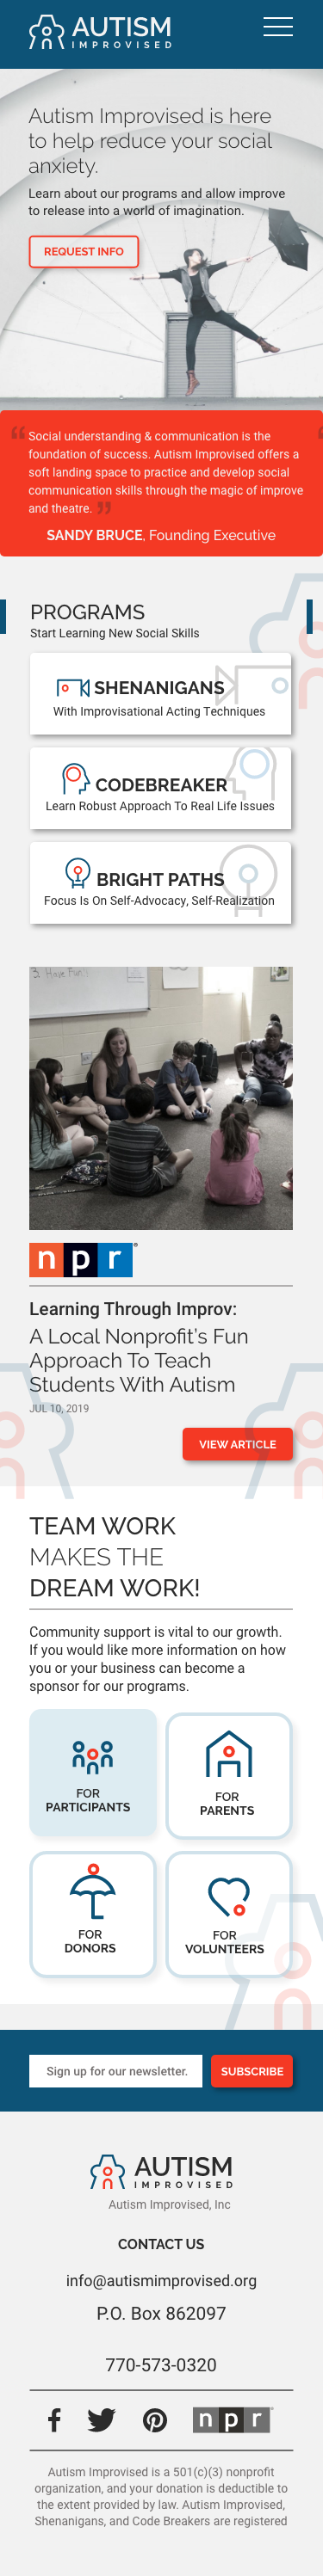 AUTISM
IMPROVISED
Autism Improvised is here
to help reduce your social
anxiety.
Learn about our programs and allow improve
to release into a world of imagination.
REQUEST INFO
“ Social understanding & communication is the
foundation of success. Autism Improvised offers a
soft landing space to practice and develop social
communication skills through the magic of improve
and theatre. ”
SANDY BRUCE, Founding Executive
PROGRAMS
Start Learning New Social Skills
SHENANIGANS
With Improvisational Acting Techniques
CODEBREAKER
Learn Robust Approach To Real Life Issues
BRIGHT PATHS
Focus Is On Self-Advocacy, Self-Realization
3. Have Fun!
npr
Learning Through Improv:
A Local Nonprofit's Fun
Approach To Teach
Students With Autism
JUL 10, 2019
VIEW ARTICLE
TEAM WORK
MAKES THE
DREAM WORK!
Community support is vital to our growth.
If you would like more information on how
you or your business can become a
sponsor for our programs.
FOR
PARTICIPANTS
FOR
PARENTS
FOR
DONORS
FOR
VOLUNTEERS
Sign up for our newsletter.
SUBSCRIBE
AUTISM
IMPROVISED
Autism Improvised, Inc
CONTACT US
info@autismimprovised.org
P.O. Box 862097
770-573-0320
npr
Autism Improvised is a 501(c)(3) nonprofit
organization, and your donation is deductible to
the extent provided by law. Autism Improvised,
Shenanigans, and Code Breakers are registered